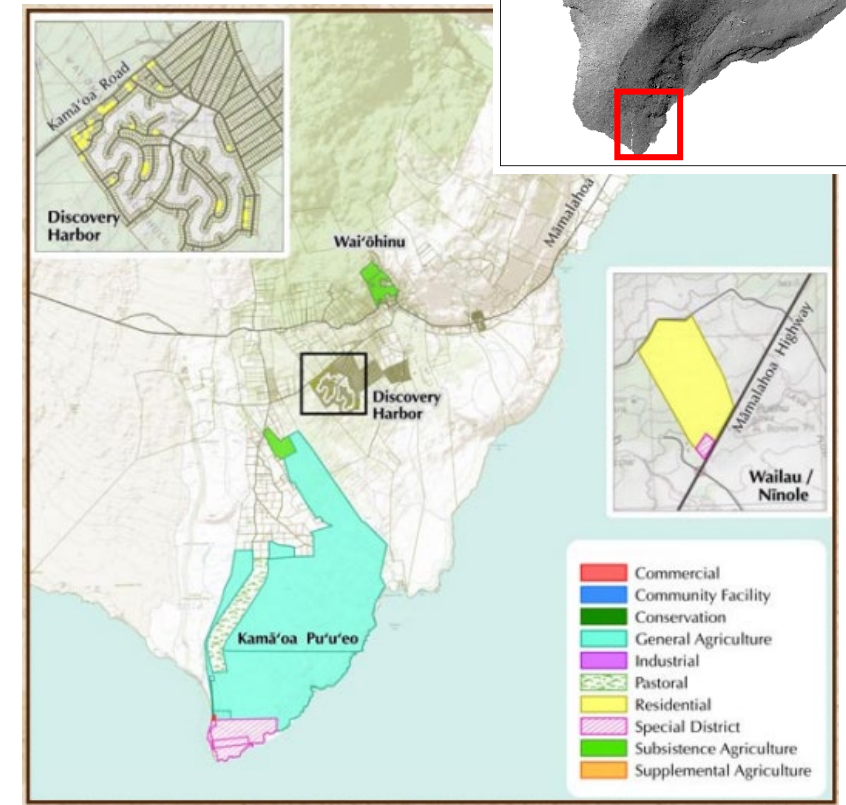 Kamā‘oa Road
Discovery
Harbor
Wai‘ōhinu
Māmalahoa
Discovery
Harbor
Māmalahoa Highway
Wailau /
Nīnole
Kamā‘oa Pu‘u‘eo
Commercial
Community Facility
Conservation
General Agriculture
Industrial
Pastoral
Residential
Special District
Subsistence Agriculture
Supplemental Agriculture